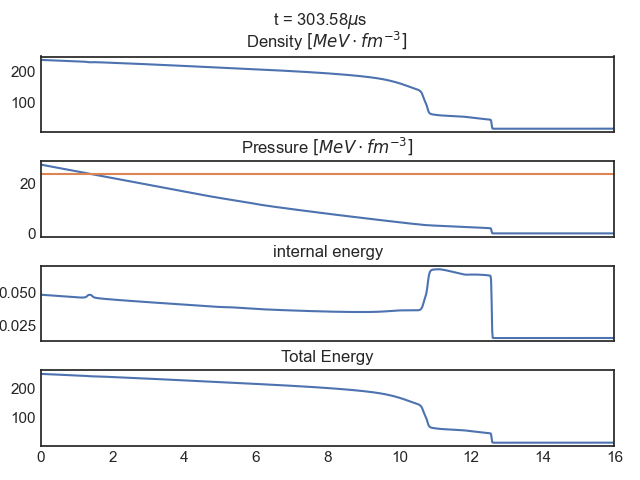 t = 303.58μs
Density [MeV · fm⁻³]
200
100
Pressure [MeV · fm⁻³]
20
0
internal energy
0.050
0.025
Total Energy
200
100
0 2 4 6 8 10 12 14 16